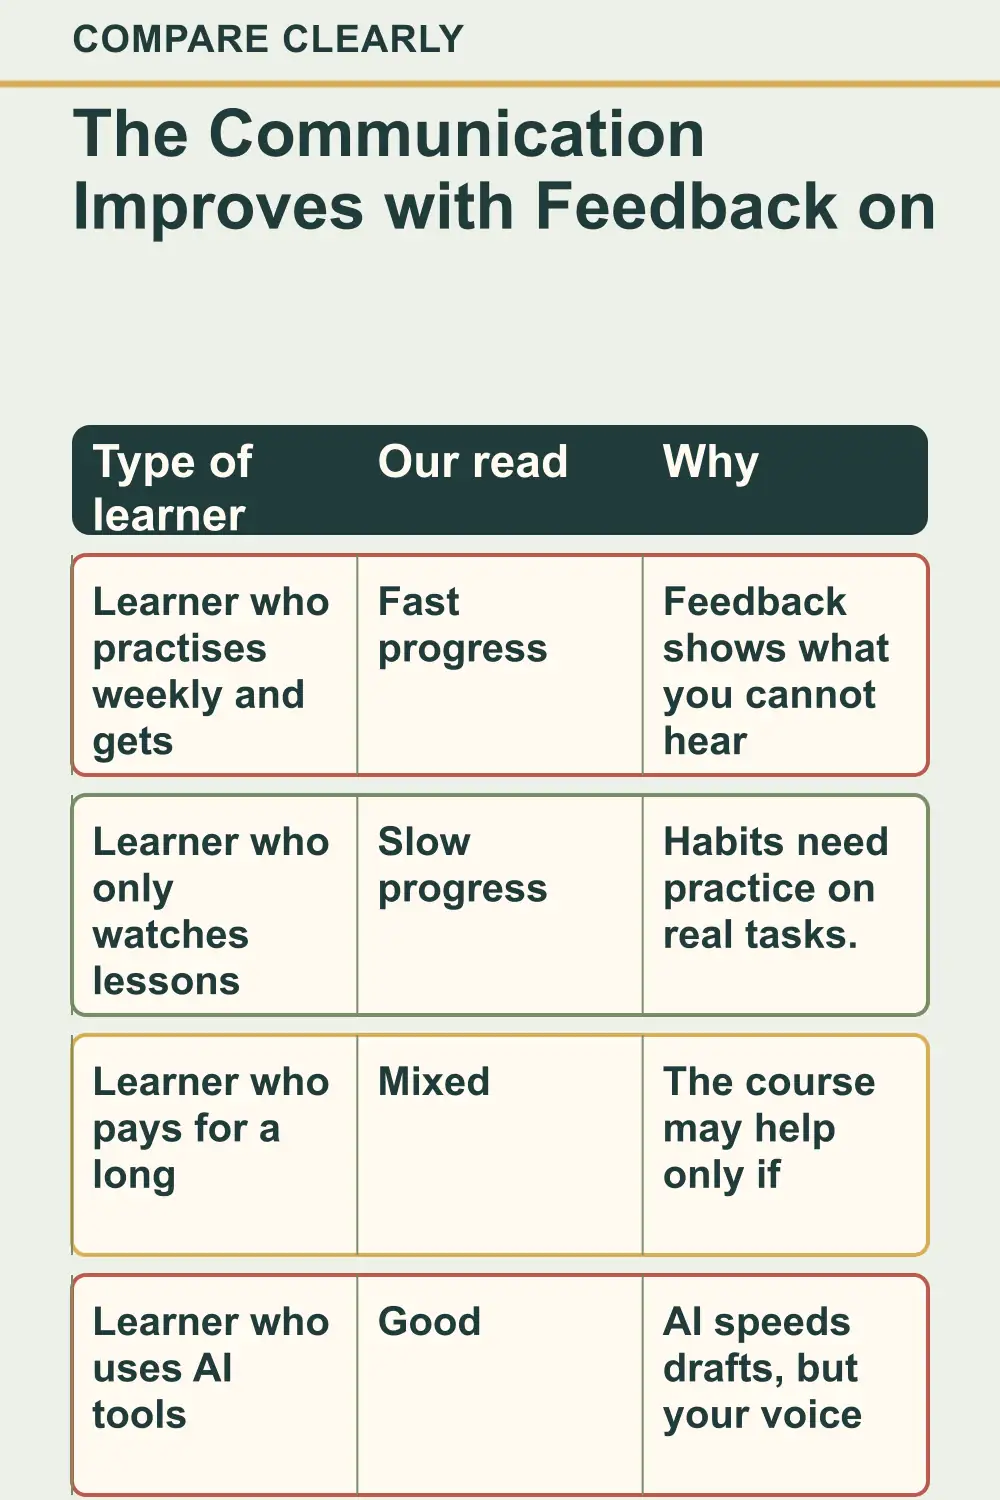 COMPARE CLEARLY
The Communication
Improves with Feedback on
Type of
learner
Our read
Why
Learner who
practises
weekly and
gets
Fast
progress
Feedback
shows what
you cannot
hear
Learner who
only
watches
lessons
Slow
progress
Habits need
practice on
real tasks.
Learner who
pays for a
long
Mixed
The course
may help
only if
Learner who
uses AI
tools
Good
AI speeds
drafts, but
your voice